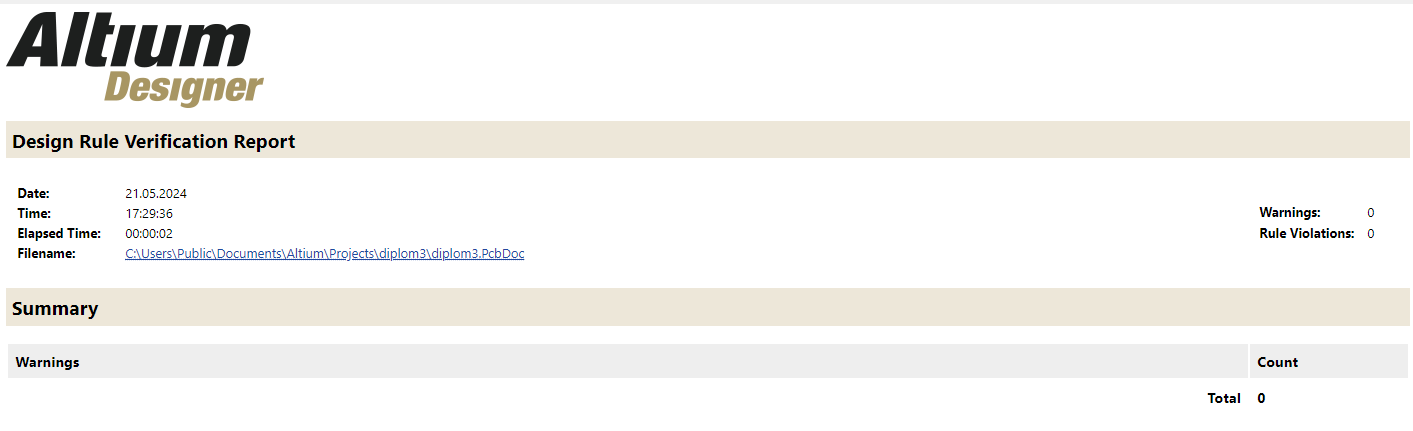 Altium
Designer
Design Rule Verification Report
Date: 21.05.2024
Time: 17:29:36 Warnings: 0
Elapsed Time: 00:00:02 Rule Violations: 0
Filename: C:\Users\Public\Documents\Altium\Projects\diplom3\diplom3.PcbDoc
Summary
Warnings Count
Total 0